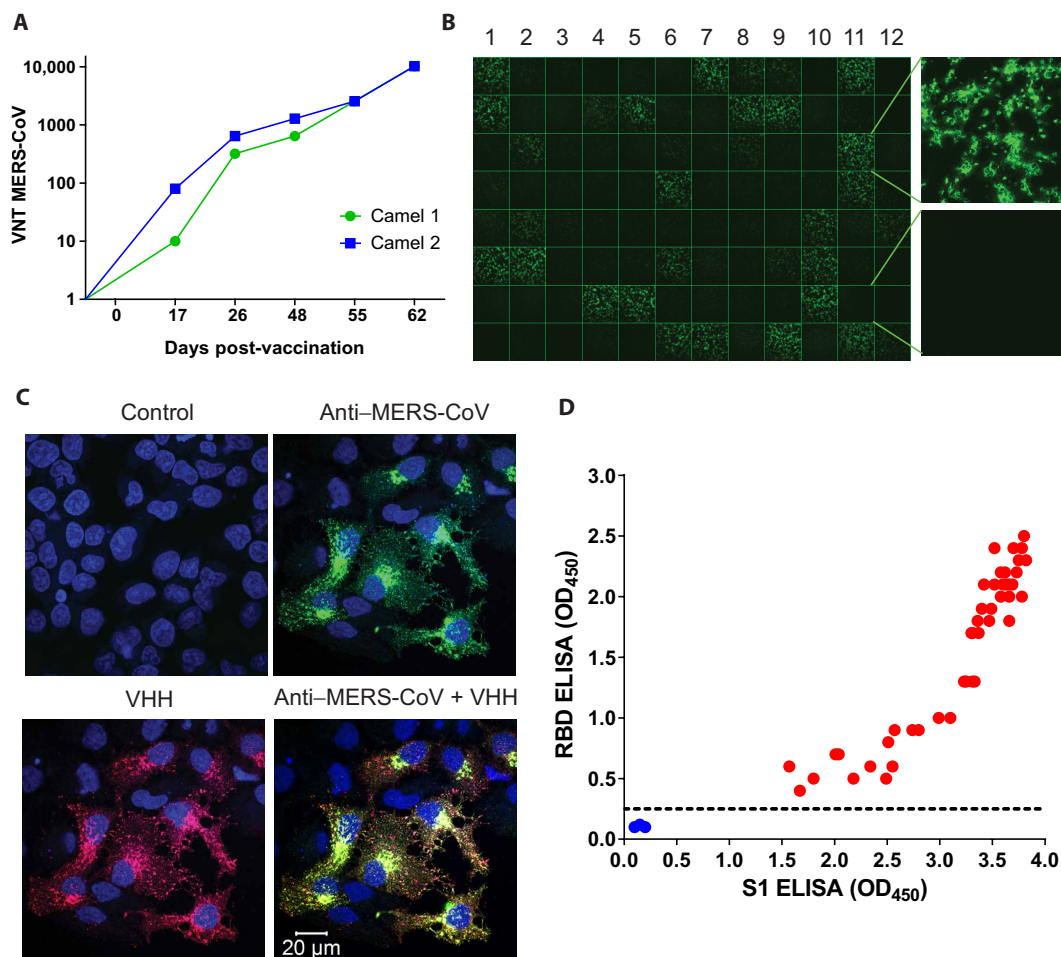 A
VNT MERS-CoV
10,000
1000
100
10
1
Camel 1
Camel 2
0 17 26 48 55 62
Days post-vaccination
B
1 2 3 4 5 6 7 8 9 10 11 12
C
Control
Anti–MERS-CoV
VHH
Anti–MERS-CoV + VHH
20 µm
D
RBD ELISA (OD450)
3.0
2.5
2.0
1.5
1.0
0.5
0.0
0.0 0.5 1.0 1.5 2.0 2.5 3.0 3.5 4.0
S1 ELISA (OD450)